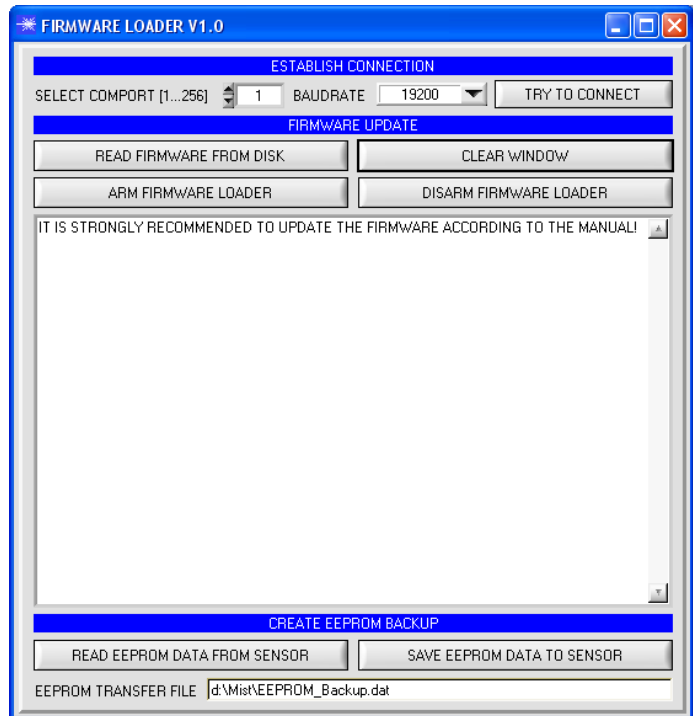 FIRMWARE LOADER V1.0
ESTABLISH CONNECTION
SELECT COMPORT [1...256] 1 BAUDRATE 19200 TRY TO CONNECT
FIRMWARE UPDATE
READ FIRMWARE FROM DISK CLEAR WINDOW
ARM FIRMWARE LOADER DISARM FIRMWARE LOADER
IT IS STRONGLY RECOMMENDED TO UPDATE THE FIRMWARE ACCORDING TO THE MANUAL!
CREATE EEPROM BACKUP
READ EEPROM DATA FROM SENSOR SAVE EEPROM DATA TO SENSOR
EEPROM TRANSFER FILE d:\Mist\EEPROM_Backup.dat